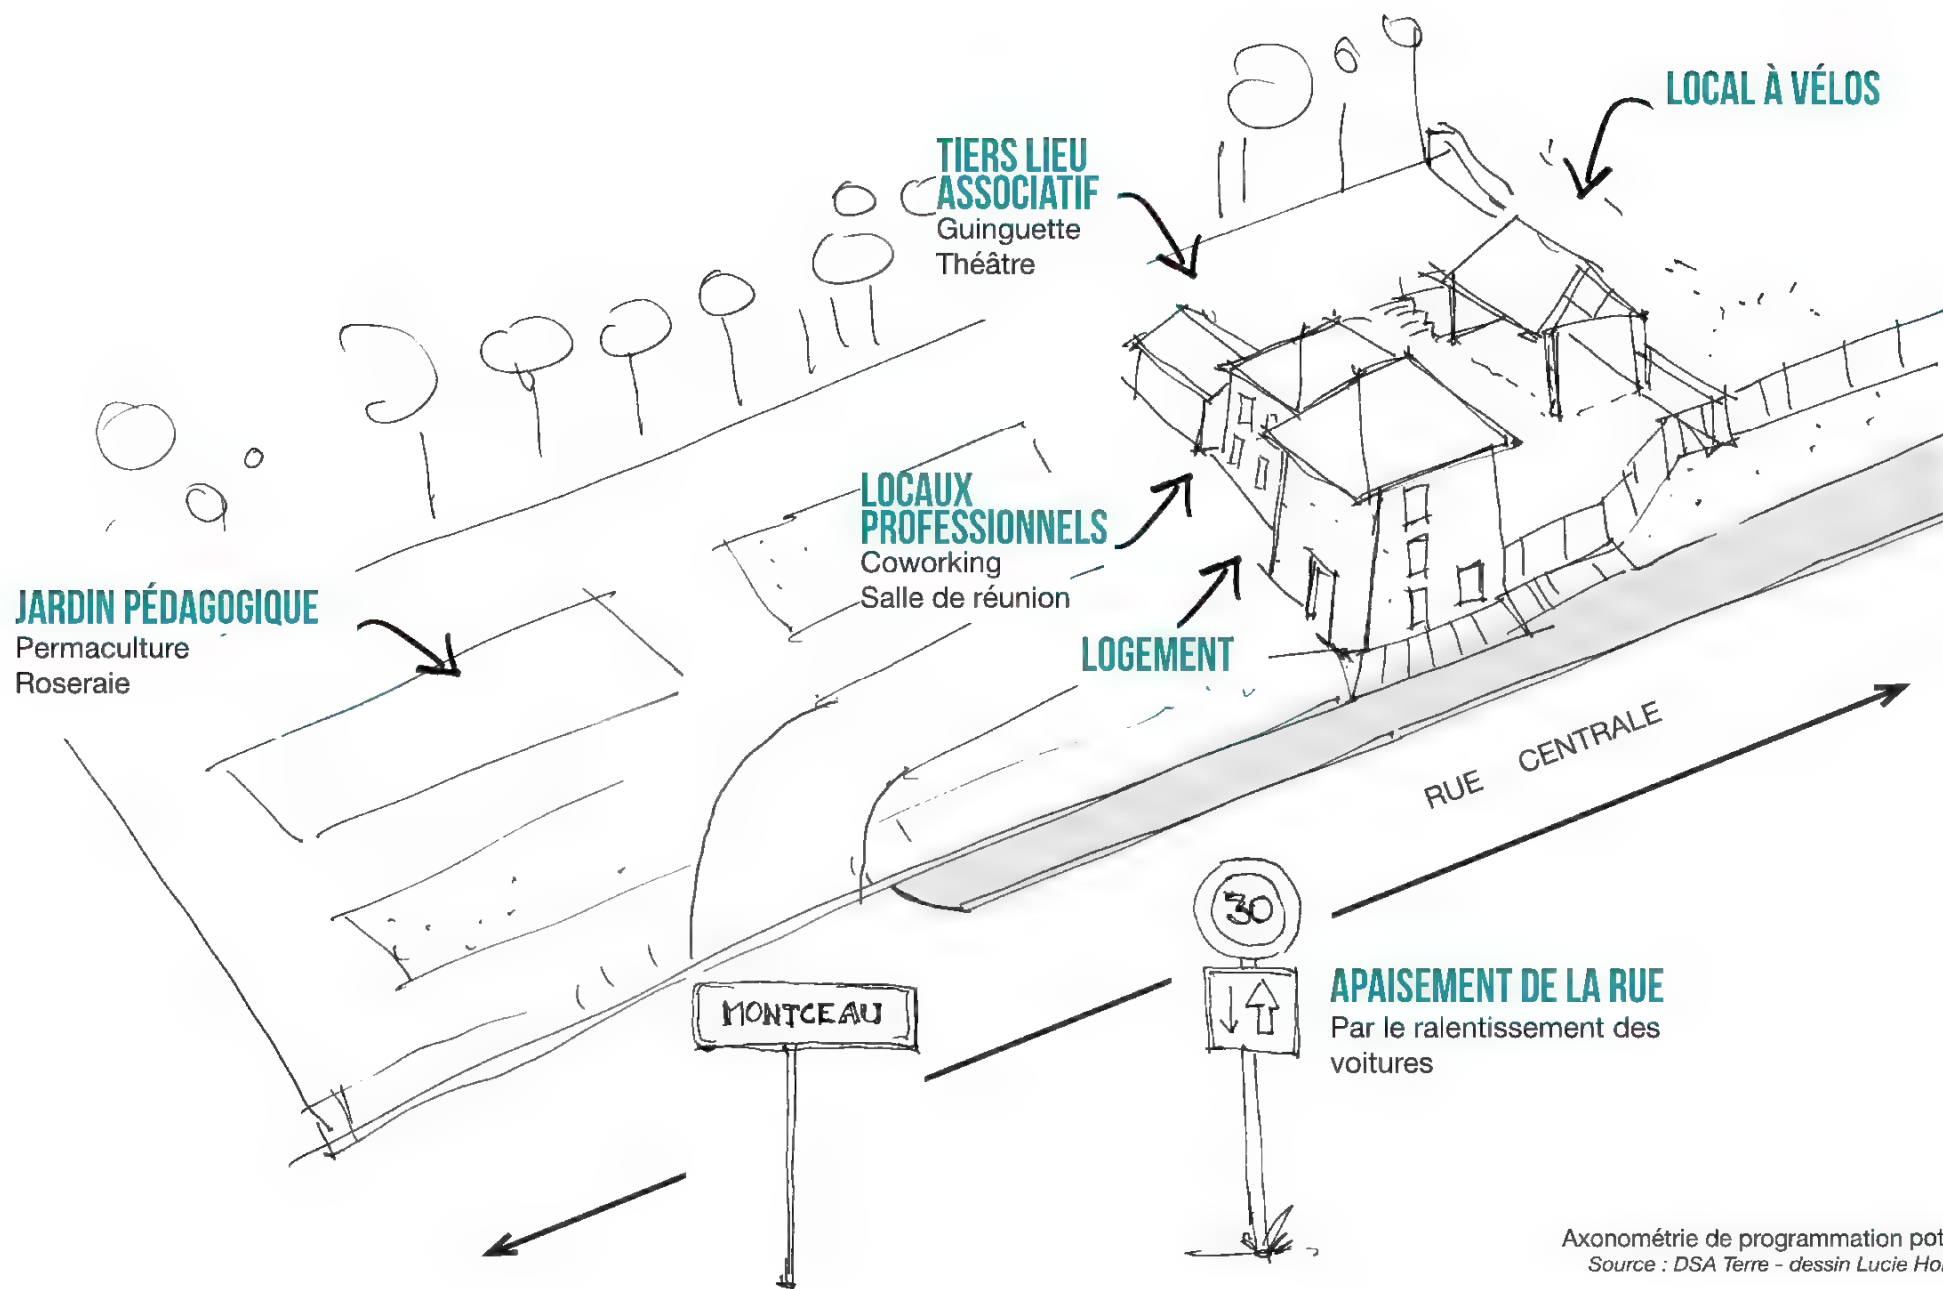 LOCAL À VÉLOS
TIERS LIEU
ASSOCIATIF
Guinguette
Théâtre
LOCAUX
PROFESSIONNELS
Coworking
Salle de réunion
JARDIN PÉDAGOGIQUE
Permaculture
Roseraie
LOGEMENT
RUE CENTRALE
30
MONTCEAU
APAISEMENT DE LA RUE
Par le ralentissement des
voitures
Axonométrie de programmation
Source : DSA Terre - dessin Lucie